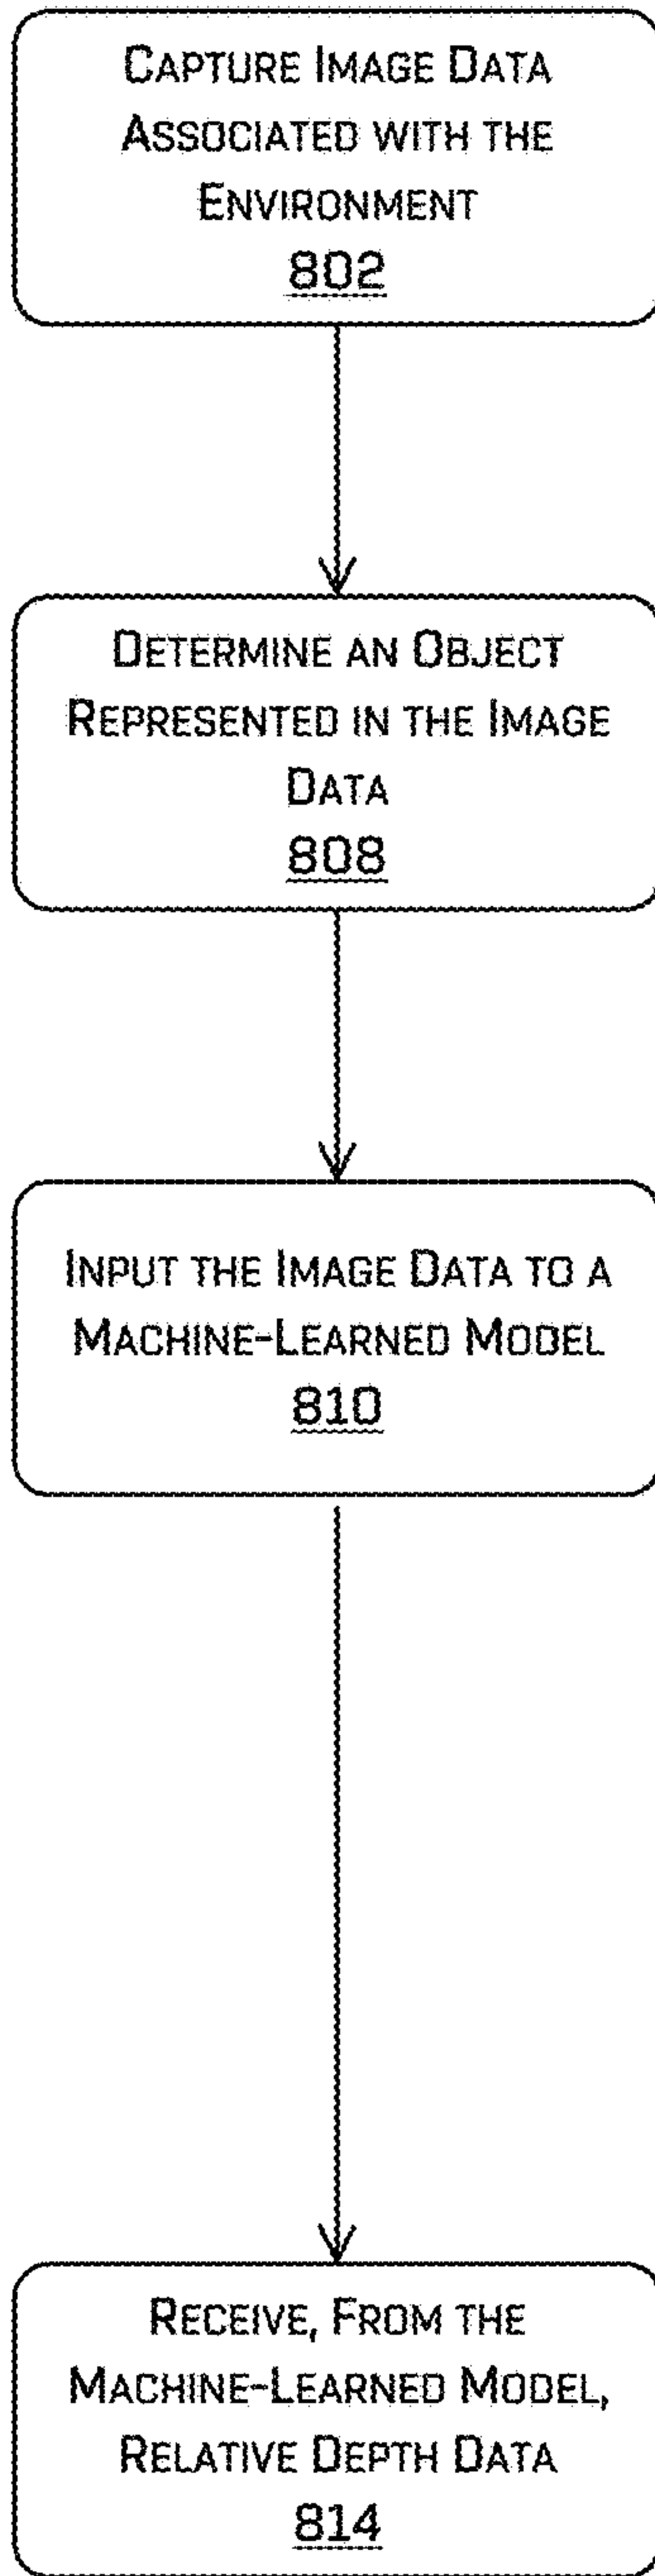 Capture Image Data
Associated with the
Environment
802
Determine an Object
Represented in the Image
Data
808
Input the Image Data to a
Machine-Learned Model
810
Receive, From the
Machine-Learned Model,
Relative Depth Data
814